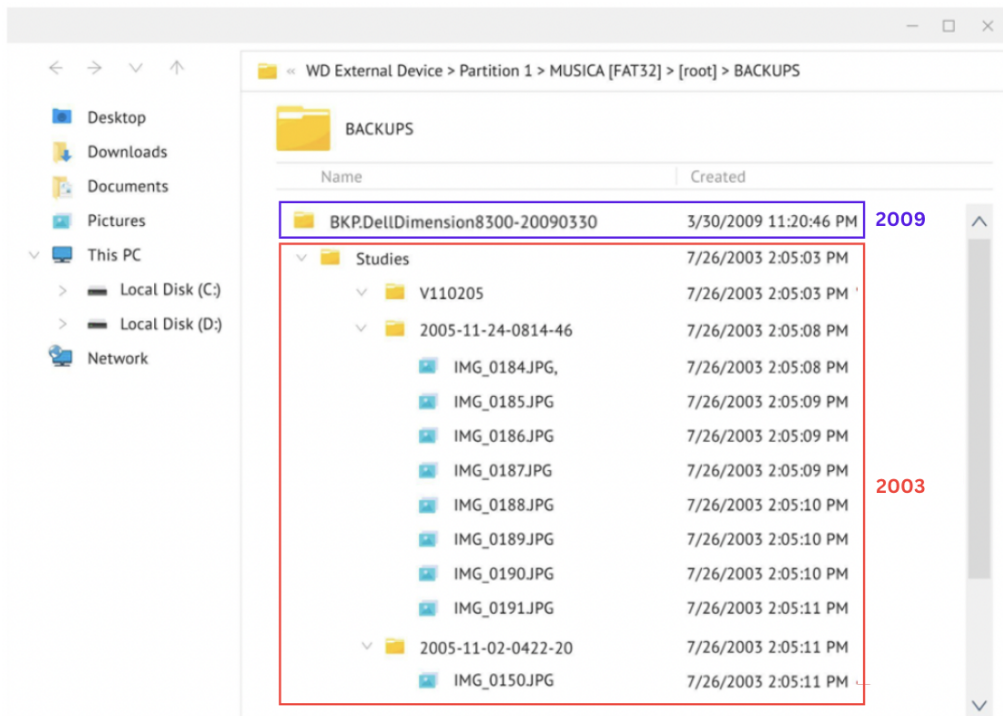 « WD External Device > Partition 1 > MUSICA [FAT32] > [root] > BACKUPS
Desktop
Downloads
Documents
Pictures
This PC
Local Disk (C:)
Local Disk (D:)
Network
BACKUPS
Name Created
BKP.DellDimension8300-20090330 3/30/2009 11:20:46 PM 2009
Studies 7/26/2003 2:05:03 PM
V110205 7/26/2003 2:05:03 PM '
2005-11-24-0814-46 7/26/2003 2:05:08 PM
IMG_0184.JPG, 7/26/2003 2:05:08 PM
IMG_0185.JPG 7/26/2003 2:05:09 PM
IMG_0186.JPG 7/26/2003 2:05:09 PM
IMG_0187.JPG 7/26/2003 2:05:09 PM
IMG_0188.JPG 7/26/2003 2:05:10 PM
2003
IMG_0189.JPG 7/26/2003 2:05:10 PM
IMG_0190.JPG 7/26/2003 2:05:10 PM
IMG_0191.JPG 7/26/2003 2:05:11 PM
2005-11-02-0422-20 7/26/2003 2:05:11 PM
IMG_0150.JPG 7/26/2003 2:05:11 PM